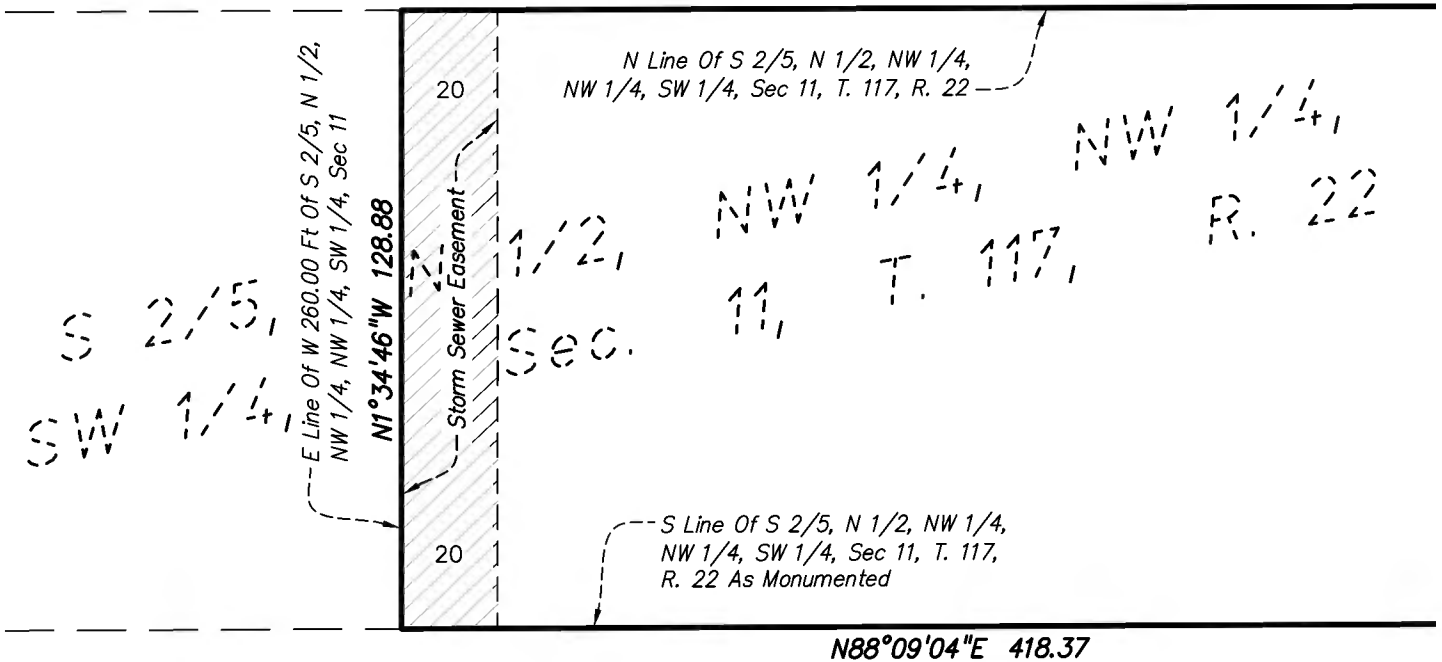 N Line Of S 2/5, N 1/2, NW 1/4,
NW 1/4, SW 1/4, Sec 11, T. 117, R. 22
20
E Line Of W 260.00 Ft Of S 2/5, N 1/2,
NW 1/4, NW 1/4, SW 1/4, Sec 11
N1°34'46"W 128.88
Storm Sewer Easement
S 2/5, N 1/2, NW 1/4, NW 1/4,
SW 1/4, Sec. 11, T. 117, R. 22
20
S Line Of S 2/5, N 1/2, NW 1/4,
NW 1/4, SW 1/4, Sec 11, T. 117,
R. 22 As Monumented
N88°09'04"E 418.37